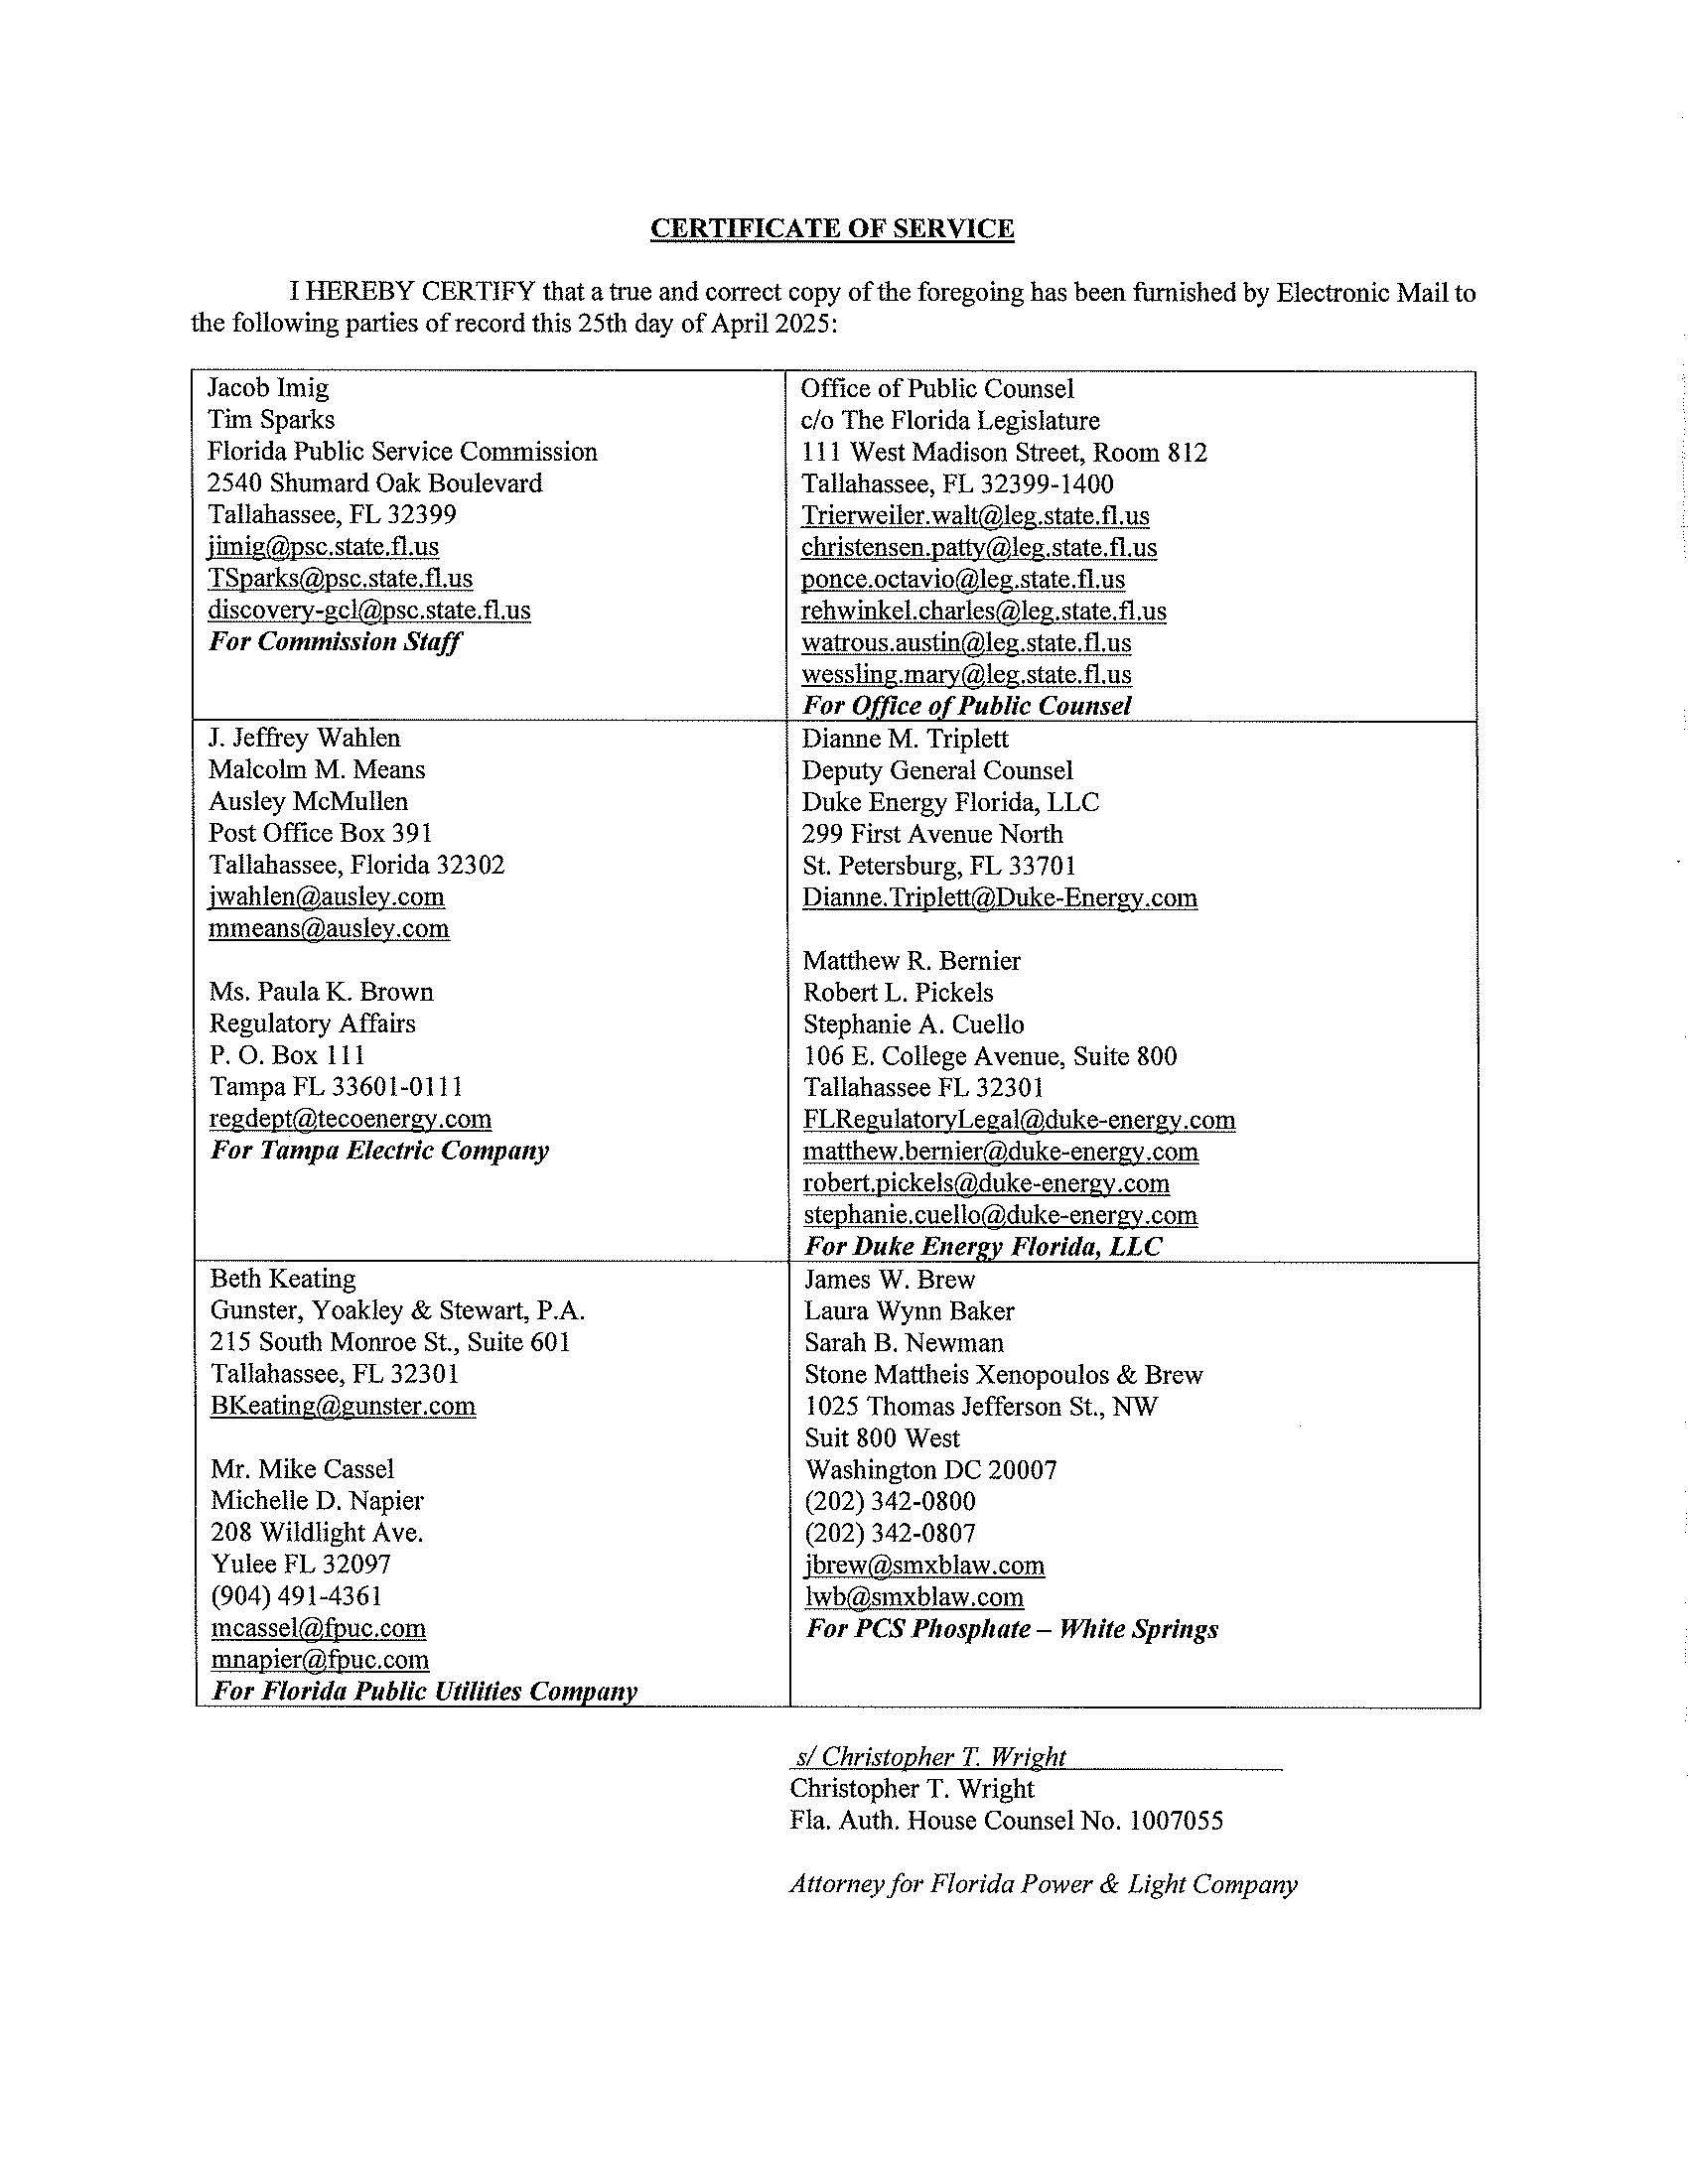 CERTIFICATE OF SERVICE
I HEREBY CERTIFY that a true and correct copy of the foregoing has been furnished by Electronic Mail to
the following parties of record this 25th day of April 2025:
Jacob Imig
Tim Sparks
Florida Public Service Commission
2540 Shumard Oak Boulevard
Tallahassee, FL 32399
jimig@psc.state.fl.us
TSparks@psc.state.fl.us
discovery-gcl@psc.state.fl.us
For Commission Staff
Office of Public Counsel
c/o The Florida Legislature
111 West Madison Street, Room 812
Tallahassee, FL 32399-1400
Trierweiler.walt@leg.state.fl.us
christensen.patty@leg.state.fl.us
ponce.octavio@leg.state.fl.us
rehwinkel.charles@leg.state.fl.us
watrous.austin@leg.state.fl.us
wessling.mary@leg.state.fl.us
For Office of Public Counsel
J. Jeffrey Wahlen
Malcolm M. Means
Ausley McMullen
Post Office Box 391
Tallahassee, Florida 32302
jwahlen@ausley.com
mmeans@ausley.com
Ms. Paula K. Brown
Regulatory Affairs
P. O. Box 111
Tampa FL 33601-0111
regdept@tecoenergy.com
For Tampa Electric Company
Dianne M. Triplett
Deputy General Counsel
Duke Energy Florida, LLC
299 First Avenue North
St. Petersburg, FL 33701
Dianne.Triplett@Duke-Energy.com
Matthew R. Bernier
Robert L. Pickels
Stephanie A. Cuello
106 E. College Avenue, Suite 800
Tallahassee FL 32301
FLRegulatoryLegal@duke-energy.com
matthew.bernier@duke-energy.com
robert.pickels@duke-energy.com
stephanie.cuello@duke-energy.com
For Duke Energy Florida, LLC
Beth Keating
Gunster, Yoakley & Stewart, P.A.
215 South Monroe St., Suite 601
Tallahassee, FL 32301
BKeating@gunster.com
Mr. Mike Cassel
Michelle D. Napier
208 Wildlight Ave.
Yulee FL 32097
(904) 491-4361
mcassel@fpuc.com
mnapier@fpuc.com
For Florida Public Utilities Company
James W. Brew
Laura Wynn Baker
Sarah B. Newman
Stone Mattheis Xenopoulos & Brew
1025 Thomas Jefferson St., NW
Suit 800 West
Washington DC 20007
(202) 342-0800
(202) 342-0807
jbrew@smxblaw.com
lwb@smxblaw.com
For PCS Phosphate – White Springs
s/ Christopher T. Wright
Christopher T. Wright
Fla. Auth. House Counsel No. 1007055
Attorney for Florida Power & Light Company